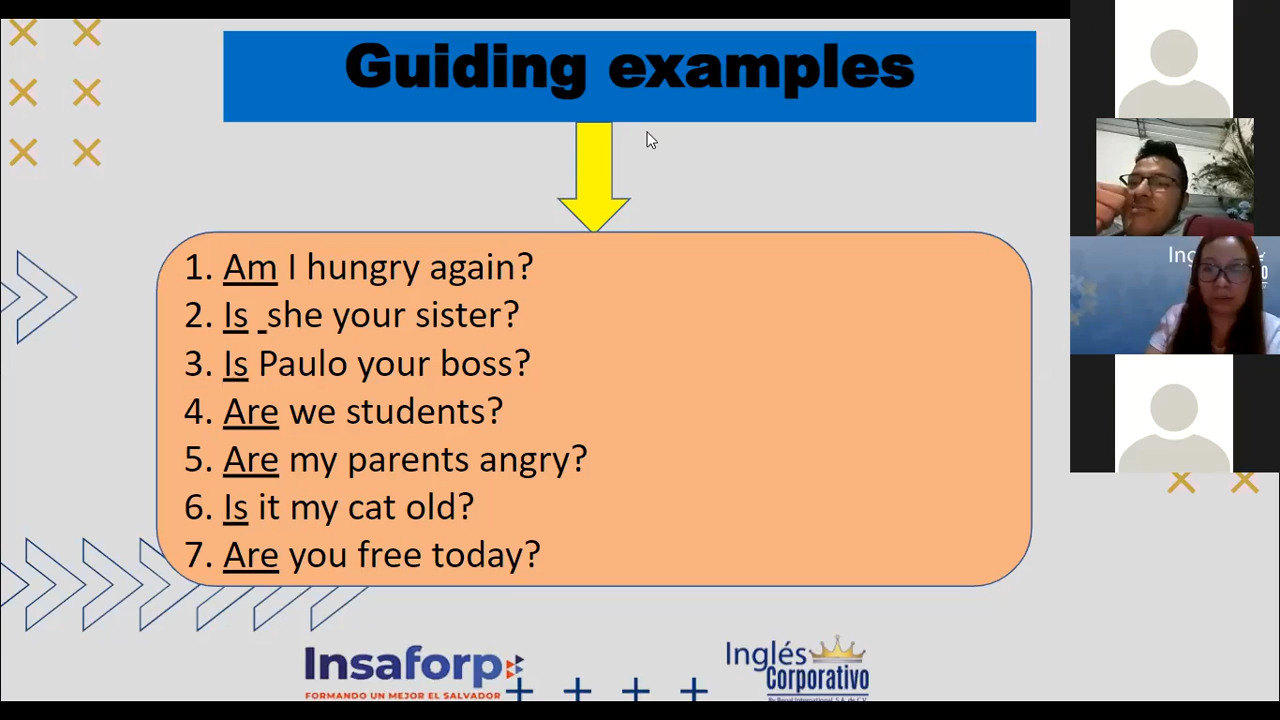 Guiding examples
1. Am I hungry again?
2. Is _she your sister?
3. Is Paulo your boss?
4. Are we students?
5. Are my parents angry?
6. Is it my cat old?
7. Are you free today?
Insaforp
FORMANDO UN MEJOR EL SALVADOR
Inglés
Corporativo